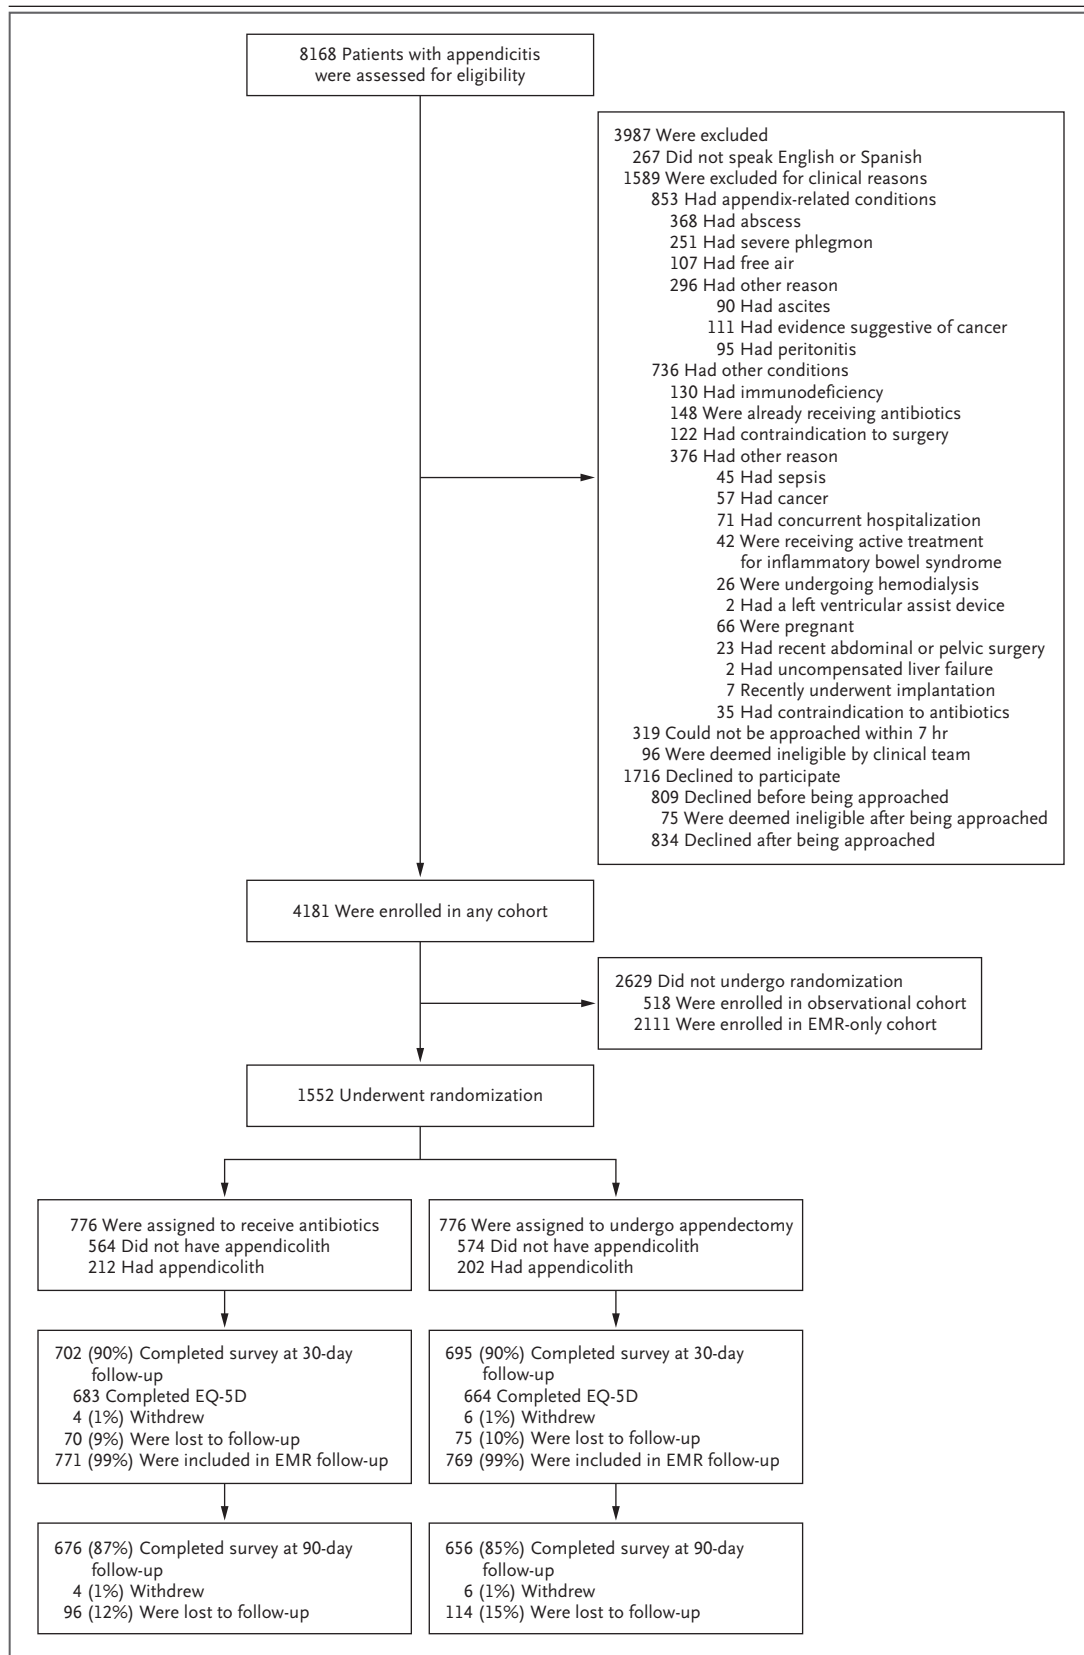 8168 Patients with appendicitis
were assessed for eligibility
3987 Were excluded
267 Did not speak English or Spanish
1589 Were excluded for clinical reasons
853 Had appendix-related conditions
368 Had abscess
251 Had severe phlegmon
107 Had free air
296 Had other reason
90 Had ascites
111 Had evidence suggestive of cancer
95 Had peritonitis
736 Had other conditions
130 Had immunodeficiency
148 Were already receiving antibiotics
122 Had contraindication to surgery
376 Had other reason
45 Had sepsis
57 Had cancer
71 Had concurrent hospitalization
42 Were receiving active treatment
for inflammatory bowel syndrome
26 Were undergoing hemodialysis
2 Had a left ventricular assist device
66 Were pregnant
23 Had recent abdominal or pelvic surgery
2 Had uncompensated liver failure
7 Recently underwent implantation
35 Had contraindication to antibiotics
319 Could not be approached within 7 hr
96 Were deemed ineligible by clinical team
1716 Declined to participate
809 Declined before being approached
75 Were deemed ineligible after being approached
834 Declined after being approached
4181 Were enrolled in any cohort
2629 Did not undergo randomization
518 Were enrolled in observational cohort
2111 Were enrolled in EMR-only cohort
1552 Underwent randomization
776 Were assigned to receive antibiotics
564 Did not have appendicolith
212 Had appendicolith
776 Were assigned to undergo appendectomy
574 Did not have appendicolith
202 Had appendicolith
702 (90%) Completed survey at 30-day
follow-up
683 Completed EQ-5D
4 (1%) Withdrew
70 (9%) Were lost to follow-up
771 (99%) Were included in EMR follow-up
695 (90%) Completed survey at 30-day
follow-up
664 Completed EQ-5D
6 (1%) Withdrew
75 (10%) Were lost to follow-up
769 (99%) Were included in EMR follow-up
676 (87%) Completed survey at 90-day
follow-up
4 (1%) Withdrew
96 (12%) Were lost to follow-up
656 (85%) Completed survey at 90-day
follow-up
6 (1%) Withdrew
114 (15%) Were lost to follow-up